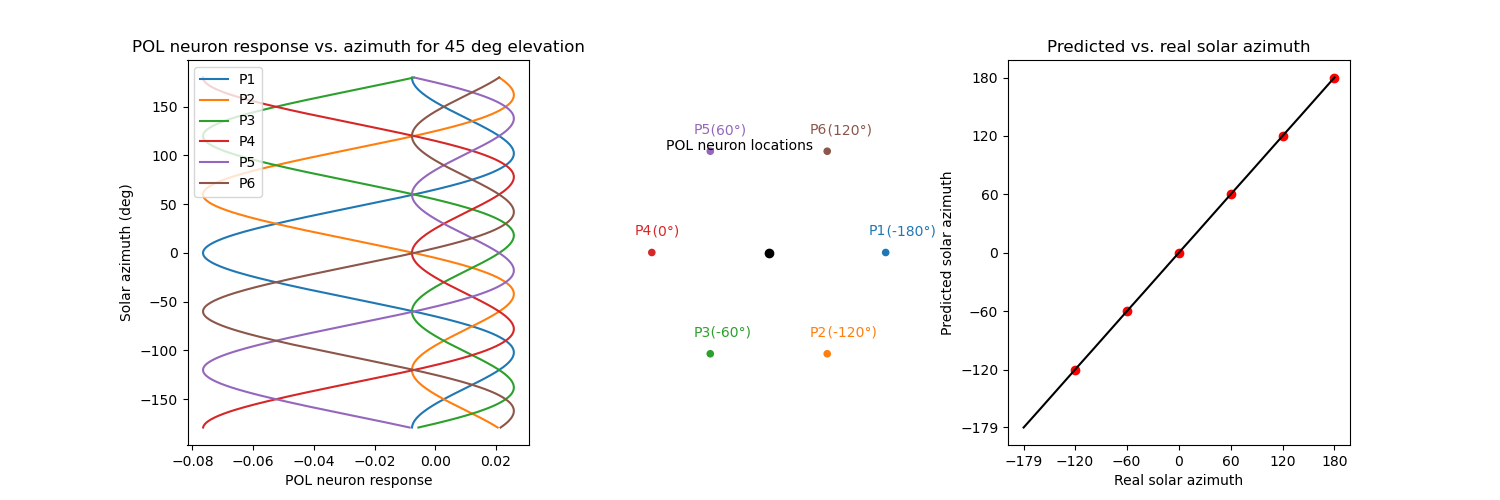 POL neuron response vs. azimuth for 45 deg elevation
P1
P2
P3
P4
P5
P6
150
100
50
0
−50
−100
−150
Solar azimuth (deg)
−0.08 −0.06 −0.04 −0.02 0.00 0.02
POL neuron response
P5(60°) P6(120°)
POL neuron locations
P4(0°) P1(-180°)
P3(-60°) P2(-120°)
Predicted vs. real solar azimuth
180
120
60
0
−60
−120
−179
Predicted solar azimuth
−179 −120 −60 0 60 120 180
Real solar azimuth